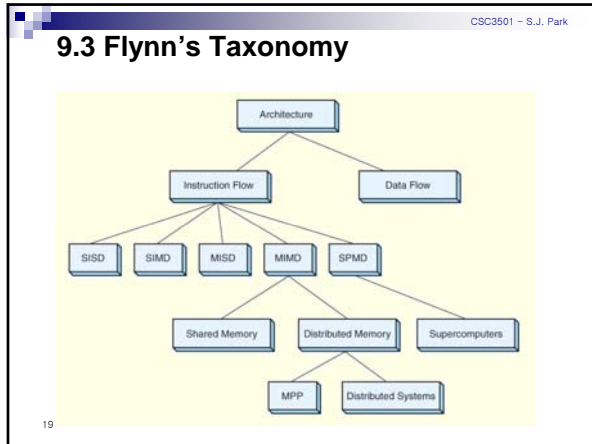 CSC3501 - S.J. Park
9.3 Flynn's Taxonomy
Architecture
Instruction Flow
Data Flow
SISD
SIMD
MISD
MIMD
SPMD
Shared Memory
Distributed Memory
Supercomputers
MPP
Distributed Systems
19